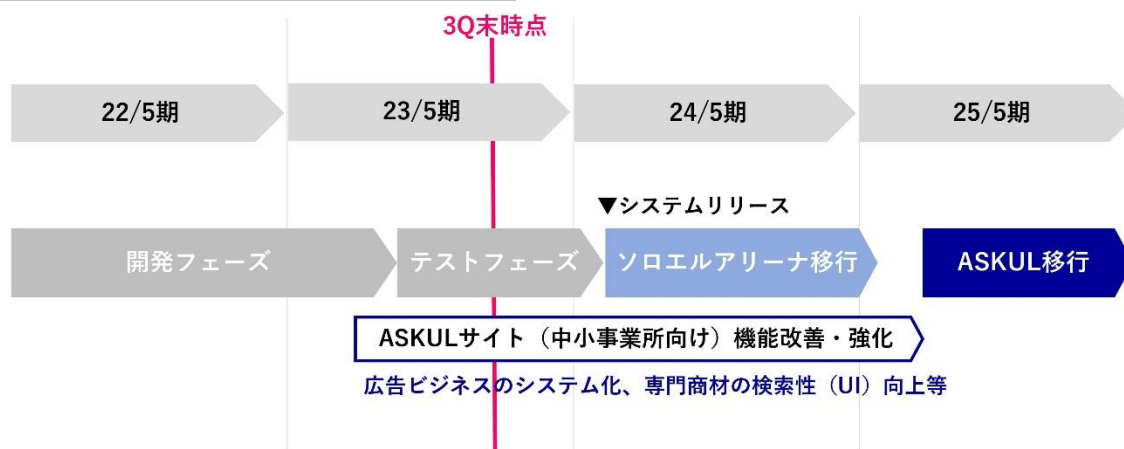 3Q末時点
22/5期
23/5期
24/5期
25/5期
▼システムリリース
開発フェーズ
テストフェーズ
ソロエルアリーナ移行
ASKUL移行
ASKULサイト（中小事業所向け）機能改善・強化
広告ビジネスのシステム化、専門商材の検索性（UI）向上等